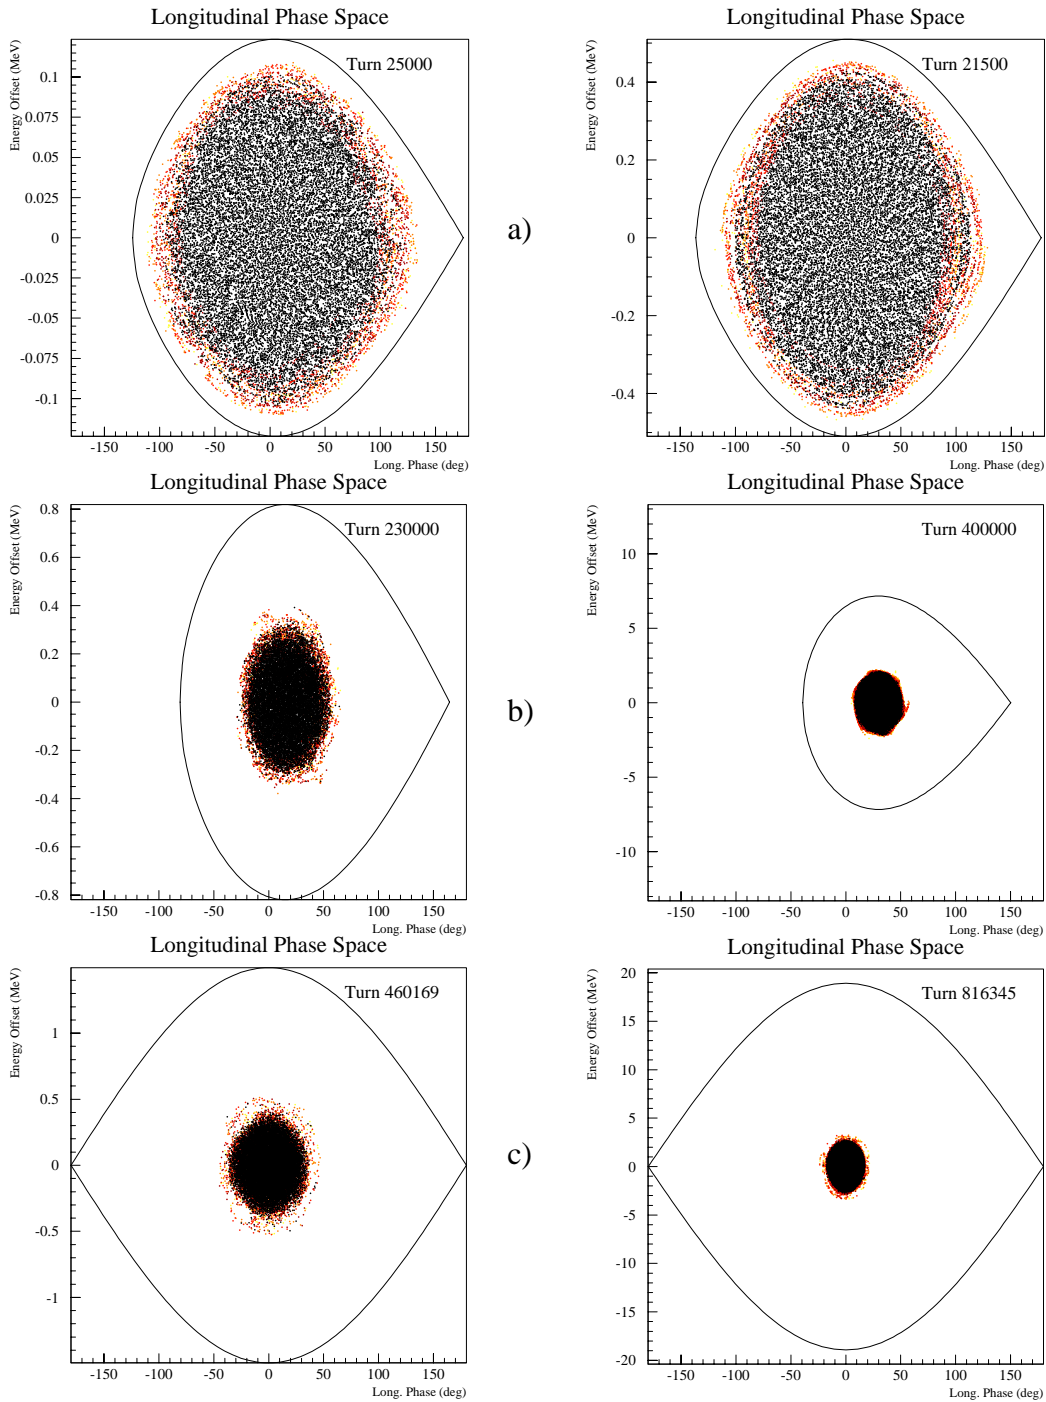 Longitudinal Phase Space
Energy Offset (MeV)
Turn 25000
0.1
0.075
0.05
0.025
0
-0.025
-0.05
-0.075
-0.1
-150 -100 -50 0 50 100 150
Long. Phase (deg)
Longitudinal Phase Space
Energy Offset (MeV)
Turn 21500
0.4
0.2
0
-0.2
-0.4
-150 -100 -50 0 50 100 150
Long. Phase (deg)
a)
Longitudinal Phase Space
Energy Offset (MeV)
Turn 230000
0.8
0.6
0.4
0.2
0
-0.2
-0.4
-0.6
-0.8
-150 -100 -50 0 50 100 150
Long. Phase (deg)
Longitudinal Phase Space
Energy Offset (MeV)
Turn 400000
10
5
0
-5
-10
-150 -100 -50 0 50 100 150
Long. Phase (deg)
b)
Longitudinal Phase Space
Energy Offset (MeV)
Turn 460169
1
0.5
0
-0.5
-1
-150 -100 -50 0 50 100 150
Long. Phase (deg)
Longitudinal Phase Space
Energy Offset (MeV)
Turn 816345
20
15
10
5
0
-5
-10
-15
-20
-150 -100 -50 0 50 100 150
Long. Phase (deg)
c)